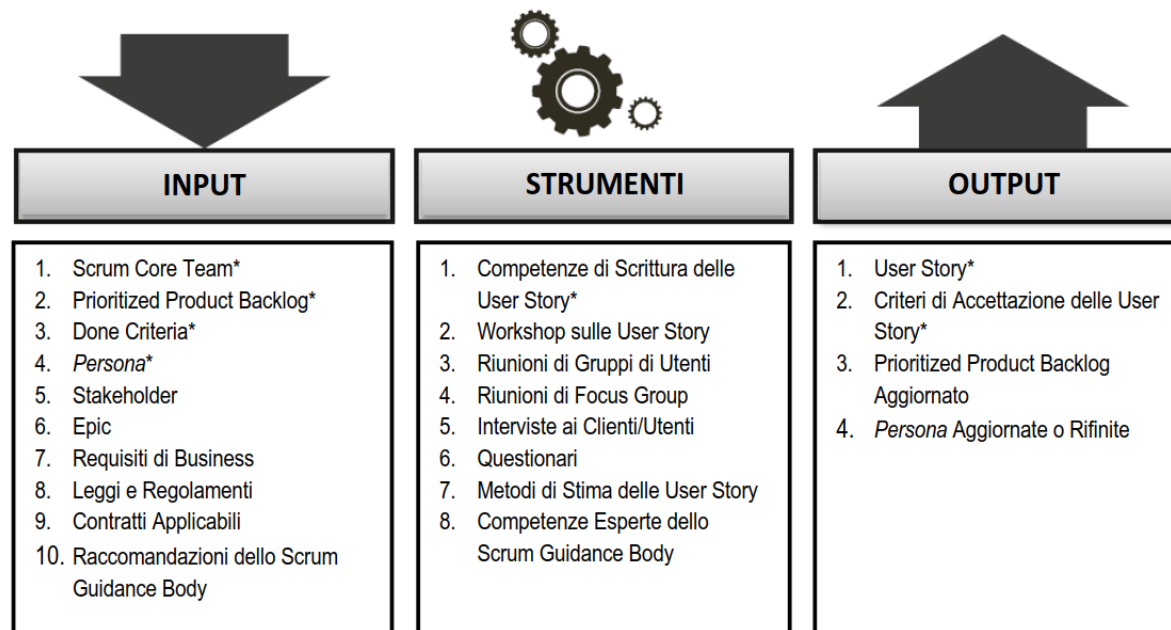 INPUT
1. Scrum Core Team*
2. Prioritized Product Backlog*
3. Done Criteria*
4. Persona*
5. Stakeholder
6. Epic
7. Requisiti di Business
8. Leggi e Regolamenti
9. Contratti Applicabili
10. Raccomandazioni dello Scrum
Guidance Body
STRUMENTI
1. Competenze di Scrittura delle
User Story*
2. Workshop sulle User Story
3. Riunioni di Gruppi di Utenti
4. Riunioni di Focus Group
5. Interviste ai Clienti/Utenti
6. Questionari
7. Metodi di Stima delle User Story
8. Competenze Esperte dello
Scrum Guidance Body
OUTPUT
1. User Story*
2. Criteri di Accettazione delle User
Story*
3. Prioritized Product Backlog
Aggiornato
4. Persona Aggiornate o Rifinite